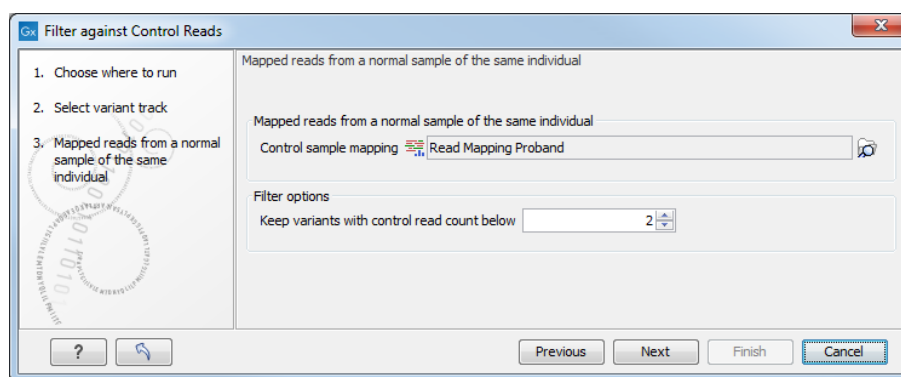 Gx Filter against Control Reads
1. Choose where to run
2. Select variant track
3. Mapped reads from a normal
sample of the same
individual
Mapped reads from a normal sample of the same individual
Mapped reads from a normal sample of the same individual
Control sample mapping Read Mapping Proband
Filter options
Keep variants with control read count below 2
? Previous Next Finish Cancel